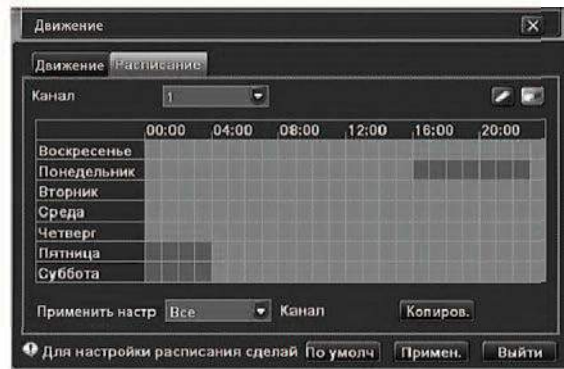 Движение
Движение Расписание
Канал 1
00:00 04:00 08:00 12:00 16:00 20:00
Воскресенье
Понедельник
Вторник
Среда
Четверг
Пятница
Суббота
Применить настр Все Канал Копиров.
Для настройки расписания сделай По умолч Примен. Выйти